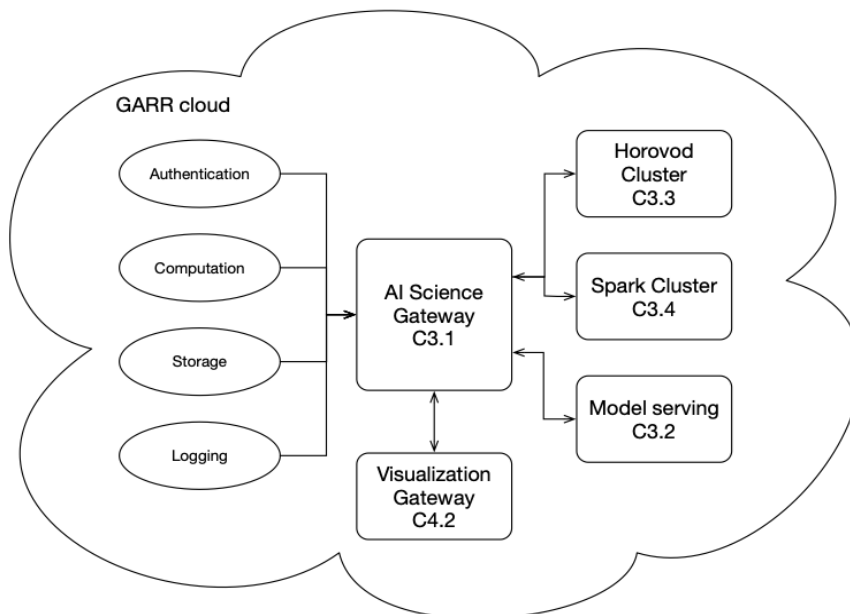 GARR cloud
Authentication
Computation
Storage
Logging
AI Science
Gateway
C3.1
Visualization
Gateway
C4.2
Horovod
Cluster
C3.3
Spark Cluster
C3.4
Model serving
C3.2